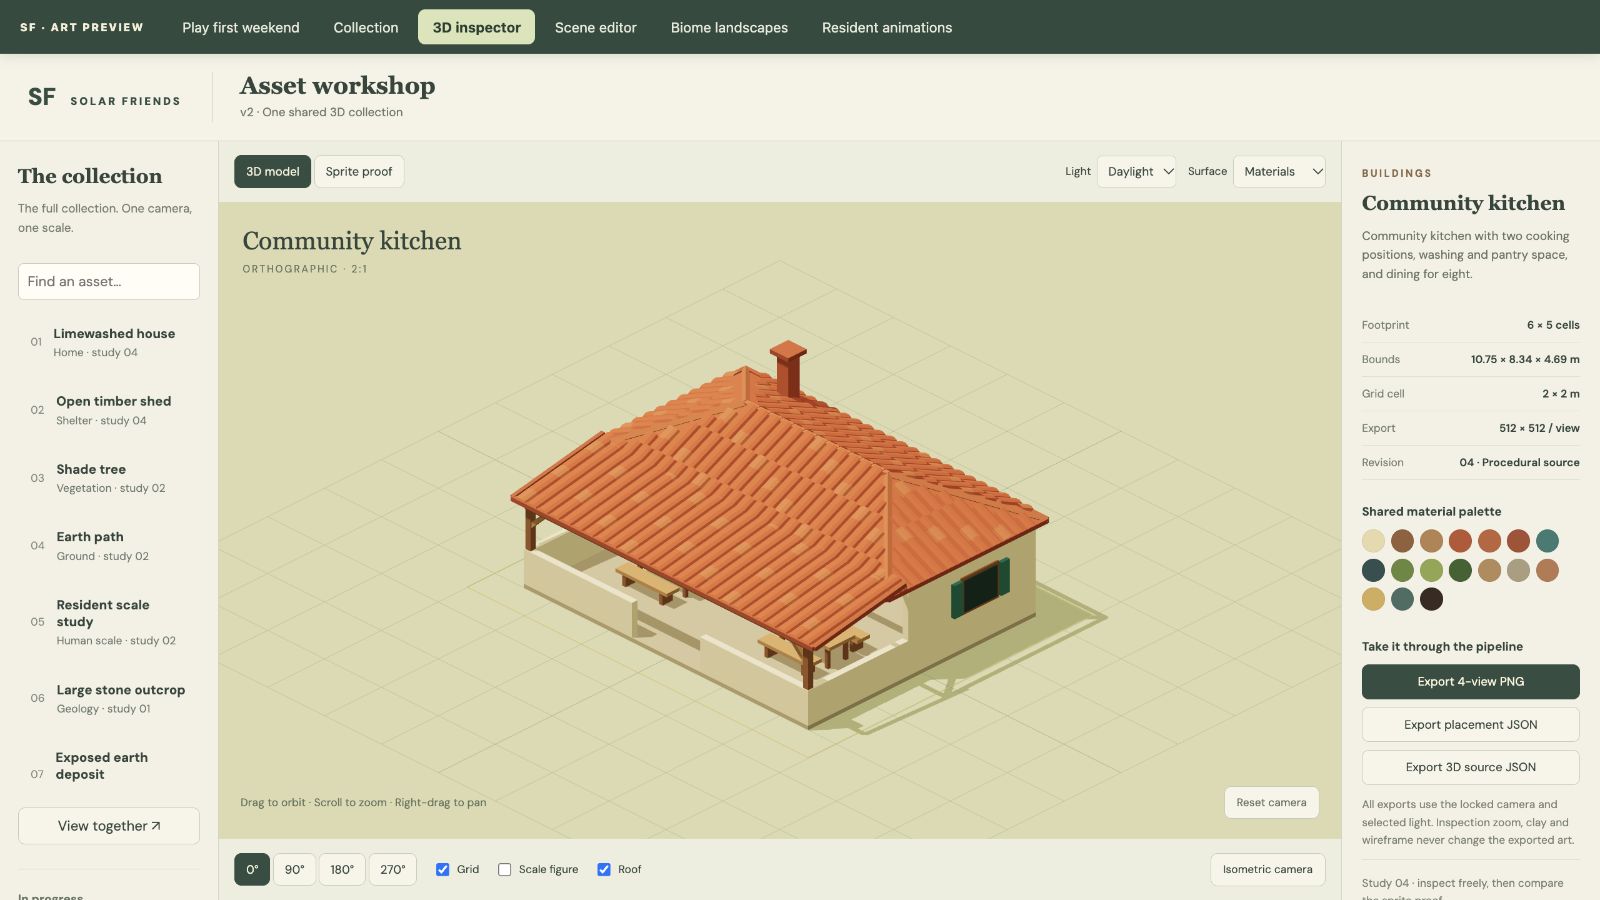 SF · ART PREVIEW
Play first weekend
Collection
3D inspector
Scene editor
Biome landscapes
Resident animations
SF SOLAR FRIENDS
Asset workshop
v2 · One shared 3D collection
The collection
The full collection. One camera,
one scale.
Find an asset...
01 Limewashed house
Home · study 04
02 Open timber shed
Shelter · study 04
03 Shade tree
Vegetation · study 02
04 Earth path
Ground · study 02
05 Resident scale
study
Human scale · study 02
06 Large stone outcrop
Geology · study 01
07 Exposed earth
deposit
View together ↗
In progress
3D model
Sprite proof
Light Daylight
Surface Materials
Community kitchen
ORTHOGRAPHIC · 2:1
Drag to orbit · Scroll to zoom · Right-drag to pan
Reset camera
0°
90°
180°
270°
Grid
Scale figure
Roof
Isometric camera
BUILDINGS
Community kitchen
Community kitchen with two cooking
positions, washing and pantry space,
and dining for eight.
Footprint 6 × 5 cells
Bounds 10.75 × 8.34 × 4.69 m
Grid cell 2 × 2 m
Export 512 × 512 / view
Revision 04 · Procedural source
Shared material palette
Take it through the pipeline
Export 4-view PNG
Export placement JSON
Export 3D source JSON
All exports use the locked camera and
selected light. Inspection zoom, clay and
wireframe never change the exported art.
Study 04 · inspect freely, then compare
the sprite proof.